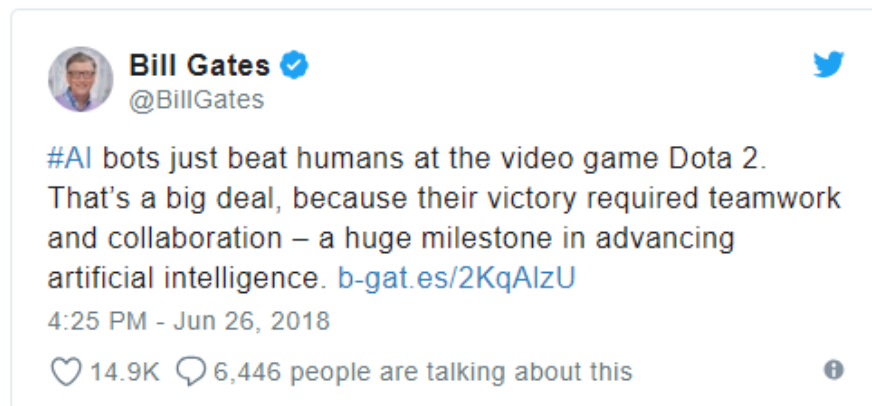 Bill Gates
@BillGates
#AI bots just beat humans at the video game Dota 2.
That’s a big deal, because their victory required teamwork
and collaboration – a huge milestone in advancing
artificial intelligence. b-gat.es/2KqAlzU
4:25 PM - Jun 26, 2018
14.9K 6,446 people are talking about this